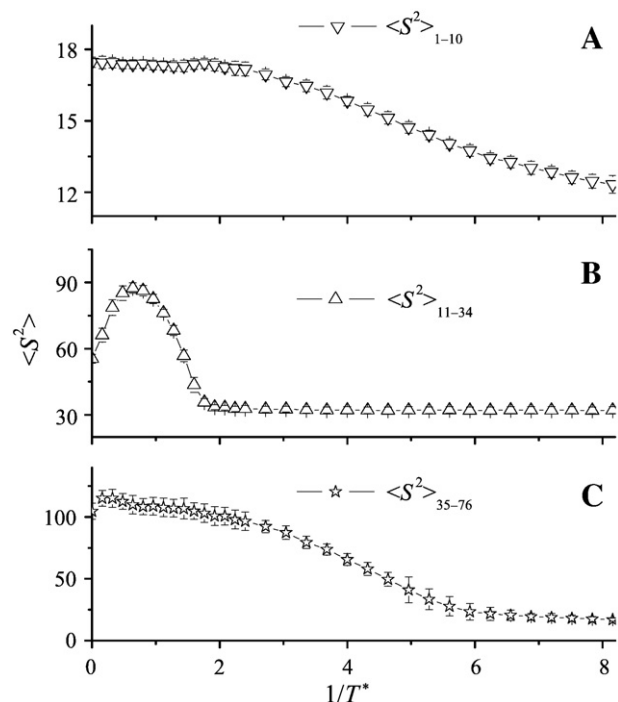 <S²>₁₋₁₀
A
18
15
12
<S²>
90
60
30
<S²>₁₁₋₃₄
B
100
50
0
<S²>₃₅₋₇₆
C
0 2 4 6 8
1/T*